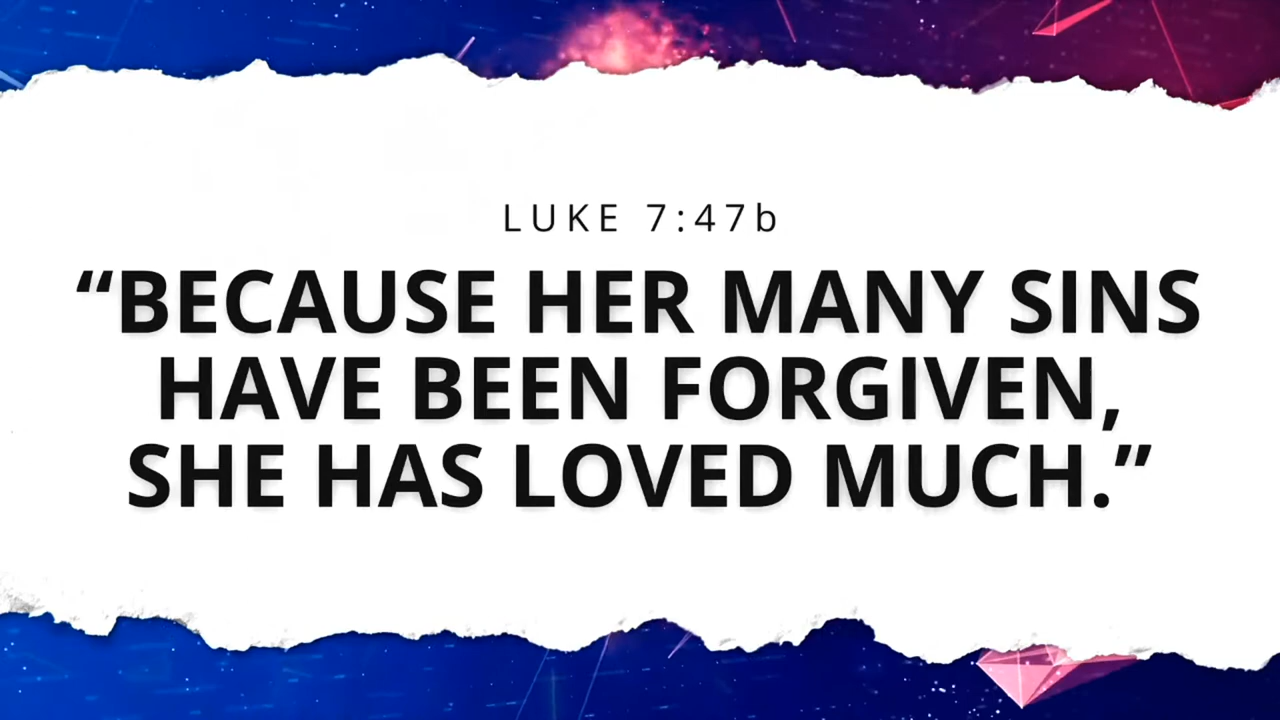 LUKE 7:47b
“BECAUSE HER MANY SINS
HAVE BEEN FORGIVEN,
SHE HAS LOVED MUCH.”